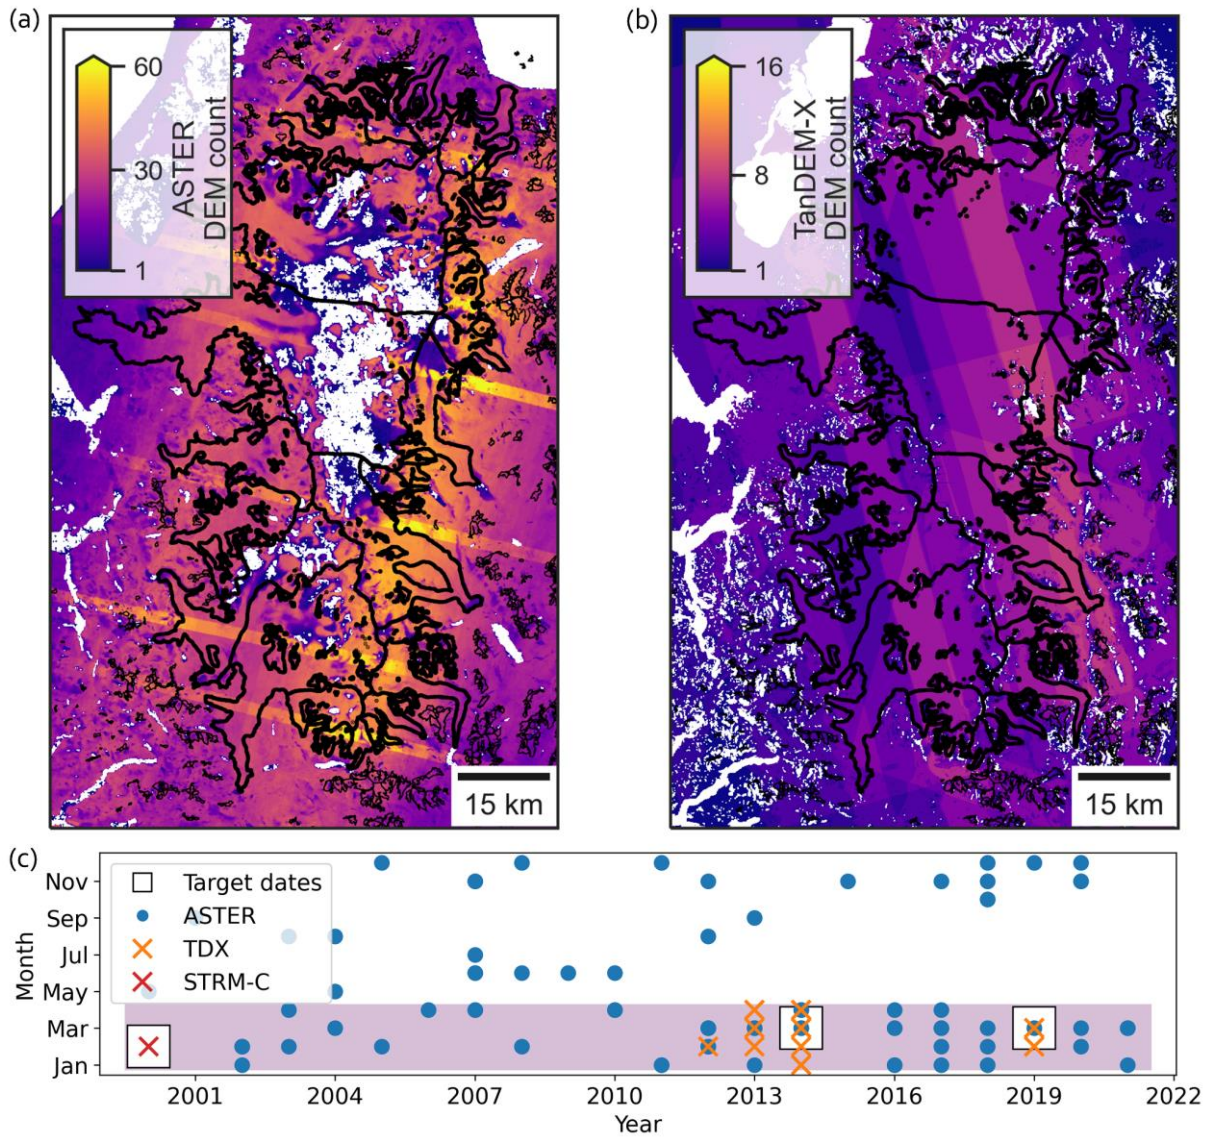 (a)
60
30
1
ASTER
DEM count
15 km
(b)
16
8
1
TanDEM-X
DEM count
15 km
(c)
Nov
Sep
Jul
May
Mar
Jan
Month
Target dates
ASTER
TDX
STRM-C
2001 2004 2007 2010 2013 2016 2019 2022
Year